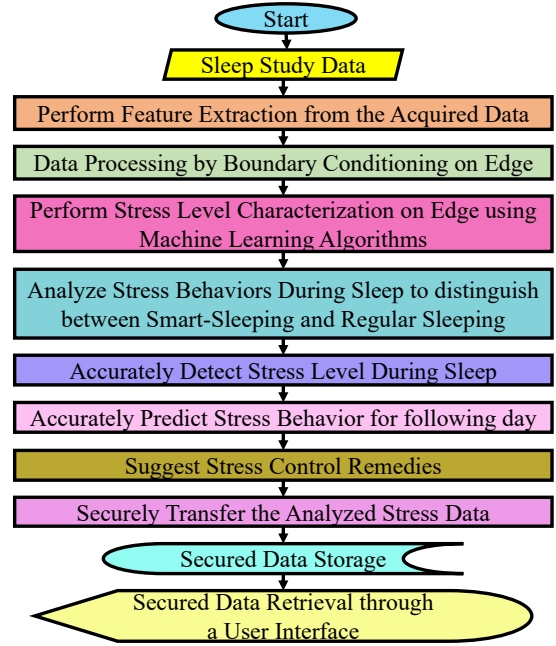 Start
Sleep Study Data
Perform Feature Extraction from the Acquired Data
Data Processing by Boundary Conditioning on Edge
Perform Stress Level Characterization on Edge using
Machine Learning Algorithms
Analyze Stress Behaviors During Sleep to distinguish
between Smart-Sleeping and Regular Sleeping
Accurately Detect Stress Level During Sleep
Accurately Predict Stress Behavior for following day
Suggest Stress Control Remedies
Securely Transfer the Analyzed Stress Data
Secured Data Storage
Secured Data Retrieval through
a User Interface